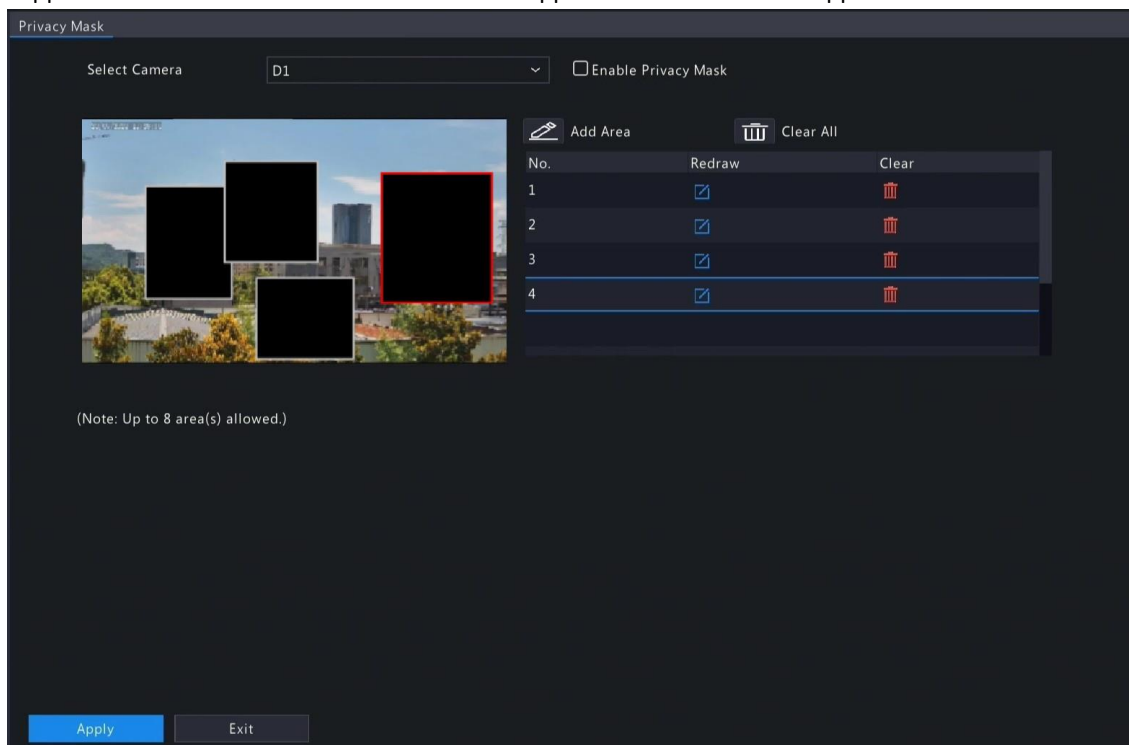 Privacy Mask
Select Camera D1 Enable Privacy Mask
Add Area Clear All
No. Redraw Clear
1
2
3
4
(Note: Up to 8 area(s) allowed.)
Apply Exit